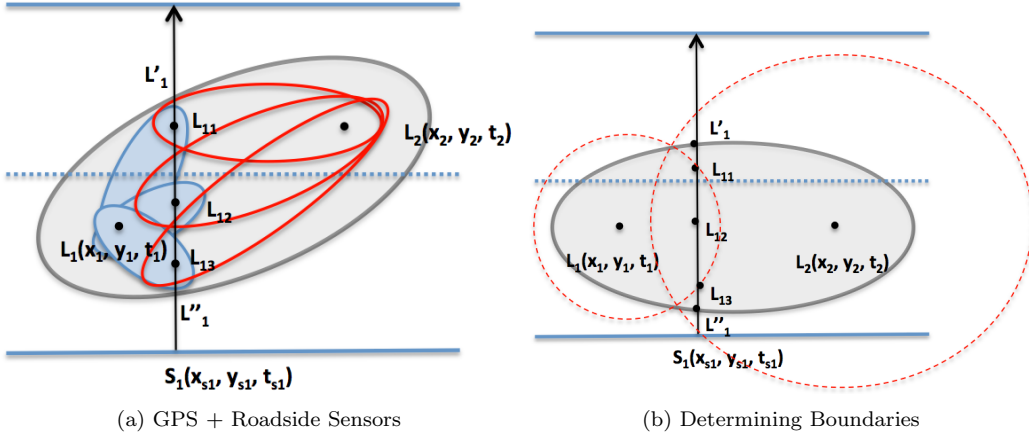 L'₁
L₁₁
L₂(x₂, y₂, t₂)
L₁₂
L₁(x₁, y₁, t₁)
L₁₃
L''₁
S₁(xₛ₁, yₛ₁, tₛ₁)
(a) GPS + Roadside Sensors
L'₁
L₁₁
L₁₂
L₁(x₁, y₁, t₁)
L₂(x₂, y₂, t₂)
L₁₃
L''₁
S₁(xₛ₁, yₛ₁, tₛ₁)
(b) Determining Boundaries